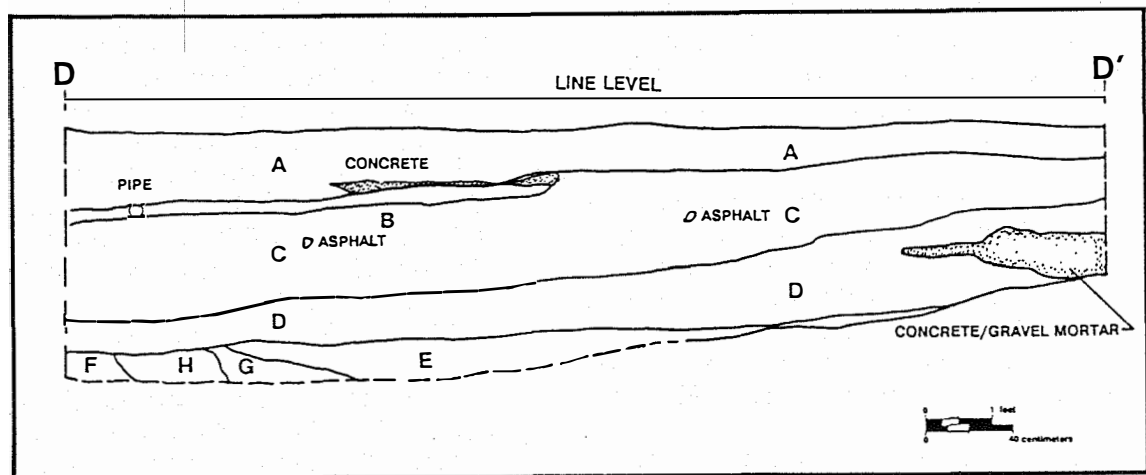 D D'
LINE LEVEL
A A
CONCRETE
PIPE
B
ASPHALT C
C ASPHALT
D
D
CONCRETE/GRAVEL MORTAR
E
F H G
0 1 feet
0 40 centimeters